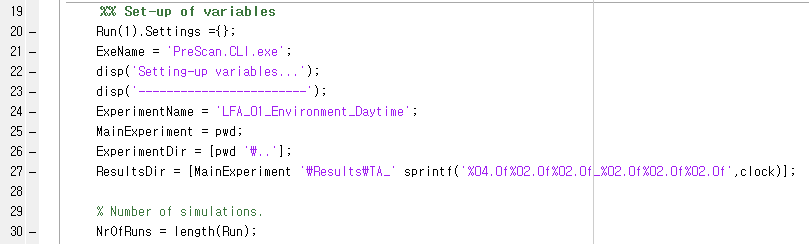 19 %% Set-up of variables
20 – Run(1).Settings ={};
21 – ExeName = 'PreScan.CLI.exe';
22 – disp('Setting-up variables...');
23 – disp('------------------------');
24 – ExperimentName = 'LFA_01_Environment_Daytime';
25 – MainExperiment = pwd;
26 – ExperimentDir = [pwd '₩..'];
27 – ResultsDir = [MainExperiment '₩Results₩TA_' sprintf('%04.0f%02.0f%02.0f_%02.0f%02.0f%02.0f',clock)];
28
29 % Number of simulations.
30 – NrOfRuns = length(Run);